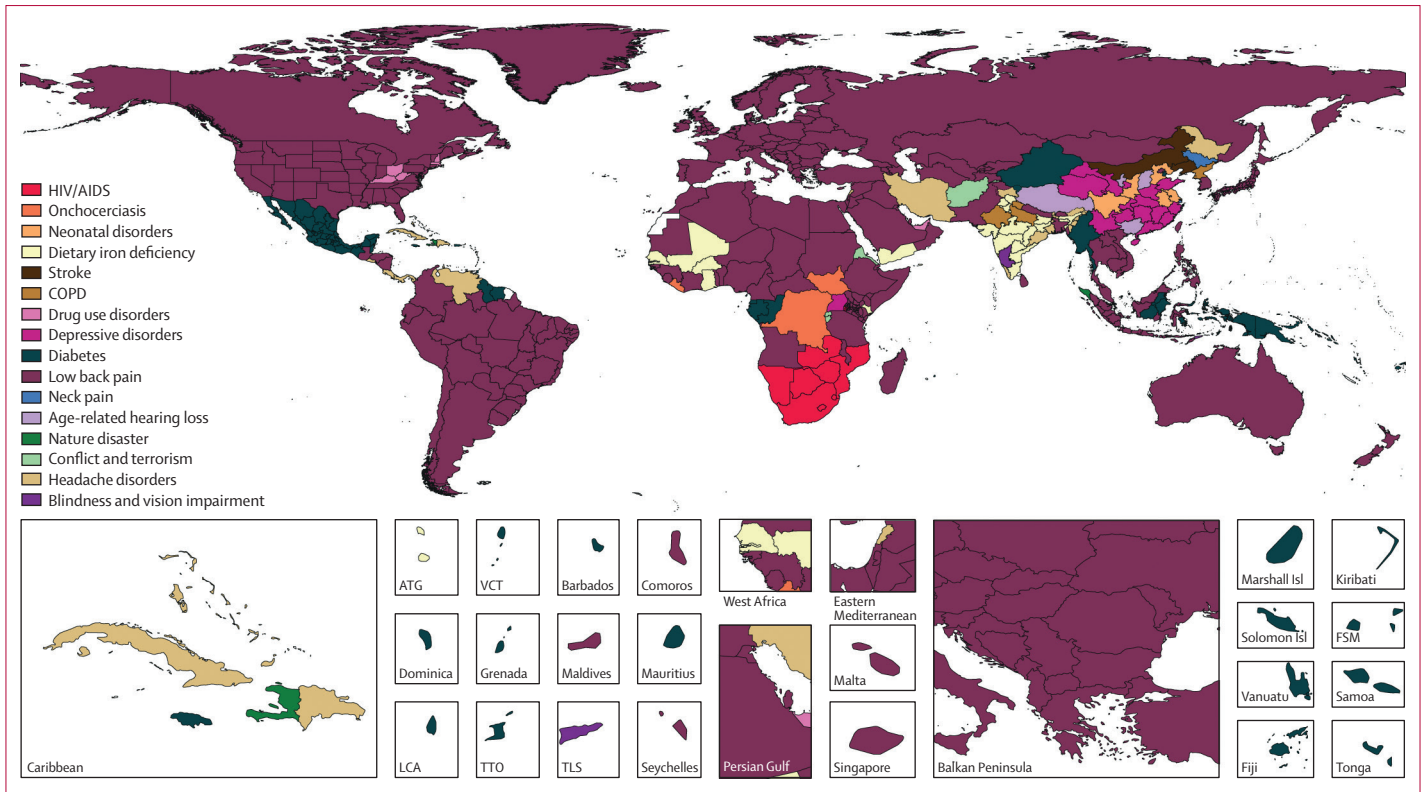 HIV/AIDS
Onchocerciasis
Neonatal disorders
Dietary iron deficiency
Stroke
COPD
Drug use disorders
Depressive disorders
Diabetes
Low back pain
Neck pain
Age-related hearing loss
Nature disaster
Conflict and terrorism
Headache disorders
Blindness and vision impairment
Caribbean
ATG
VCT
Barbados
Comoros
West Africa
Eastern
Mediterranean
Marshall Isl
Kiribati
Dominica
Grenada
Maldives
Mauritius
Malta
Solomon Isl
FSM
Vanuatu
Samoa
LCA
TTO
TLS
Seychelles
Persian Gulf
Singapore
Balkan Peninsula
Fiji
Tonga